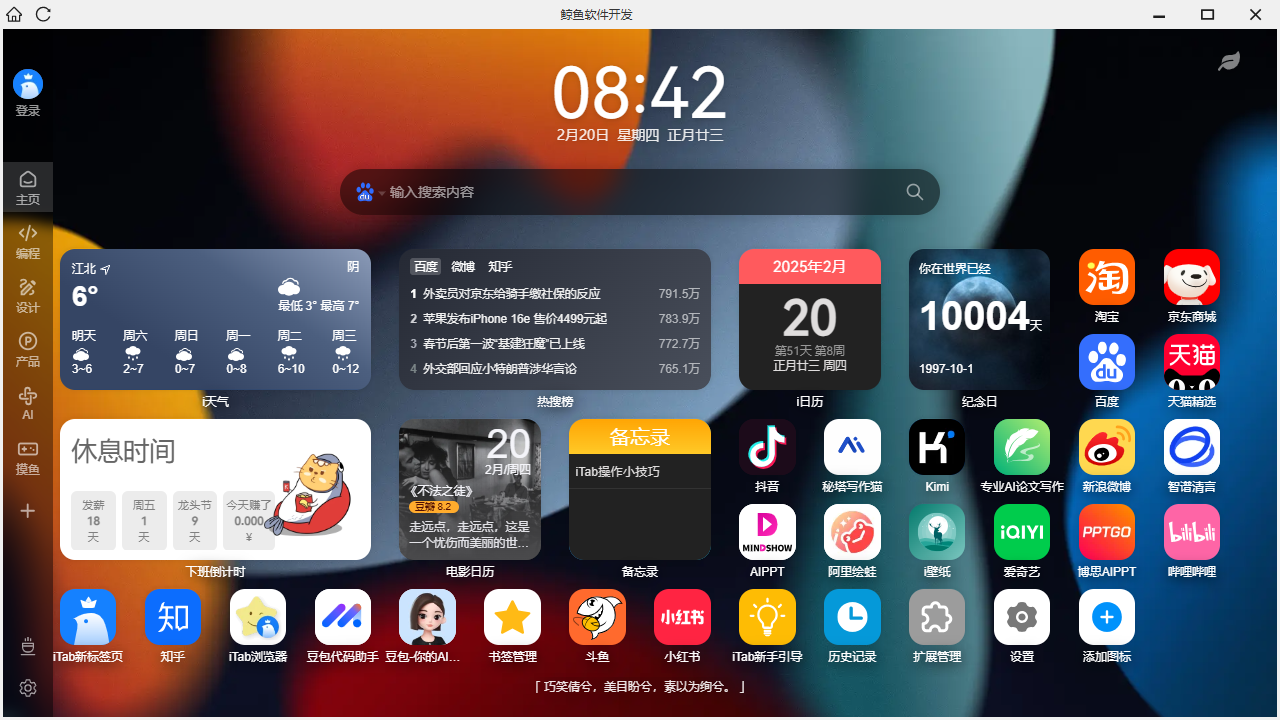 鲸鱼软件开发
登录
主页
编程
设计
产品
AI
摸鱼
08:42
2月20日 星期四 正月廿三
du
输入搜索内容
江北
阴
6°
最低 3° 最高 7°
明天 周六 周日 周一 周二 周三
3~6 2~7 0~7 0~8 6~10 0~12
i天气
百度 微博 知乎
1 外卖员对京东给骑手缴社保的反应 791.5万
2 苹果发布iPhone 16e 售价4499元起 783.9万
3 春节后第一波“基建狂魔”已上线 772.7万
4 外交部回应小特朗普涉华言论 765.1万
热搜榜
2025年2月
20
第51天 第8周
正月廿三 周四
i日历
你在世界已经
10004天
1997-10-1
纪念日
淘
淘宝
京东商城
du
百度
天猫
天猫精选
休息时间
发薪 周五 龙头节 今天赚了
18 1 9 0.000
天 天 天 ¥
下班倒计时
20
2月/周四
《不法之徒》
豆瓣 8.2
走远点，走远点，这是
一个忧伤而美丽的世...
电影日历
备忘录
iTab操作小技巧
备忘录
抖音
秘塔写作猫
Kimi
专业AI论文写作
新浪微博
智谱清言
MINDSHOW
AIPPT
阿里绘蛙
i壁纸
iQIYI
爱奇艺
PPTGO
博思AIPPT
bilibili
哔哩哔哩
iTab新标签页
知
知乎
iTab浏览器
豆包代码助手
豆包-你的AI...
书签管理
斗鱼
小红书
小红书
iTab新手引导
历史记录
扩展管理
设置
添加图标
「 巧笑倩兮，美目盼兮，素以为绚兮。 」